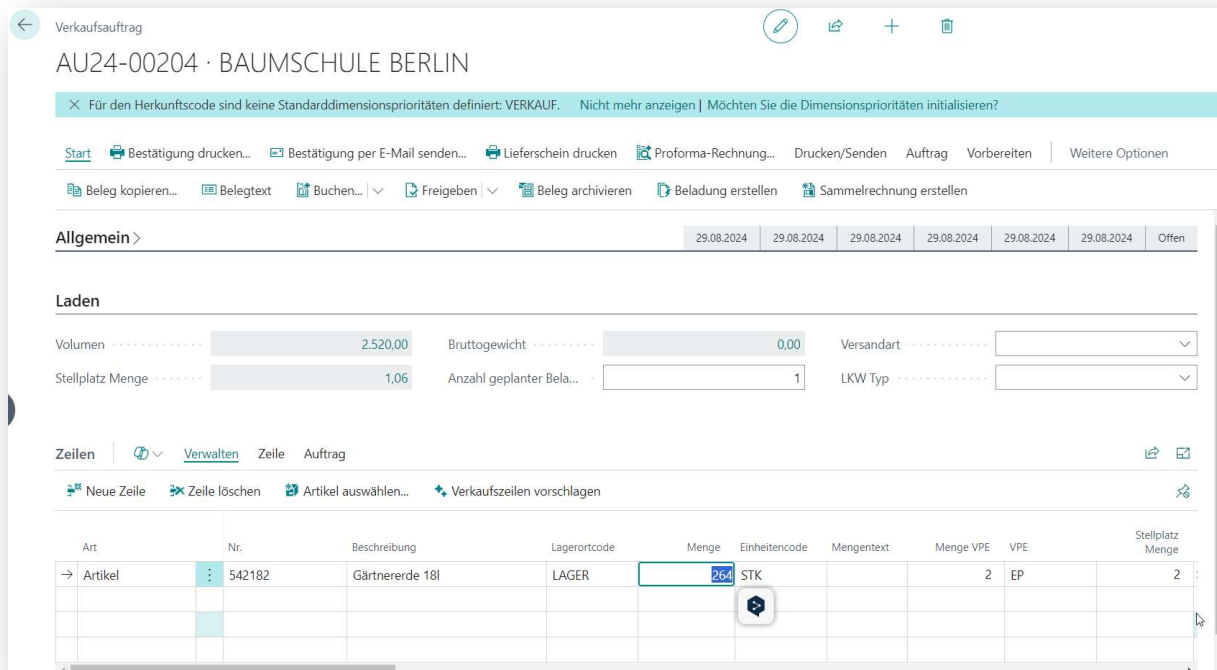 Verkaufsauftrag
AU24-00204 · BAUMSCHULE BERLIN
Für den Herkunftscode sind keine Standarddimensionsprioritäten definiert: VERKAUF. Nicht mehr anzeigen | Möchten Sie die Dimensionsprioritäten initialisieren?
Start Bestätigung drucken... Bestätigung per E-Mail senden... Lieferschein drucken Proforma-Rechnung... Drucken/Senden Auftrag Vorbereiten Weitere Optionen
Beleg kopieren... Belegtext Buchen... Freigeben Beleg archivieren Beladung erstellen Sammelrechnung erstellen
Allgemein 29.08.2024 29.08.2024 29.08.2024 29.08.2024 29.08.2024 29.08.2024 Offen
Laden
Volumen 2.520,00 Bruttogewicht 0,00 Versandart
Stellplatz Menge 1,06 Anzahl geplanter Bela... 1 LKW Typ
Zeilen Verwalten Zeile Auftrag
Neue Zeile Zeile löschen Artikel auswählen... Verkaufszeilen vorschlagen
Art Nr. Beschreibung Lagerortcode Menge Einheitencode Mengentext Menge VPE VPE Stellplatz Menge
Artikel 542182 Gärtnererde 18l LAGER 264 STK 2 EP 2